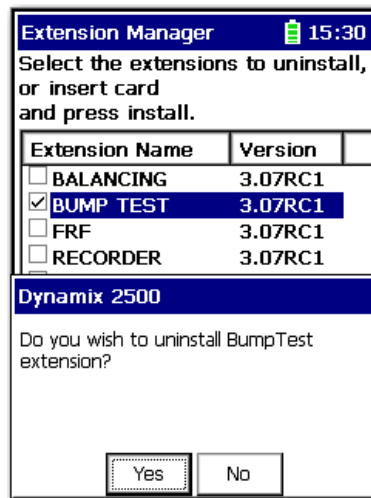 Extension Manager 15:30
Select the extensions to uninstall,
or insert card
and press install.
Extension Name Version
BALANCING 3.07RC1
BUMP TEST 3.07RC1
FRF 3.07RC1
RECORDER 3.07RC1
Dynamix 2500
Do you wish to uninstall BumpTest
extension?
Yes No